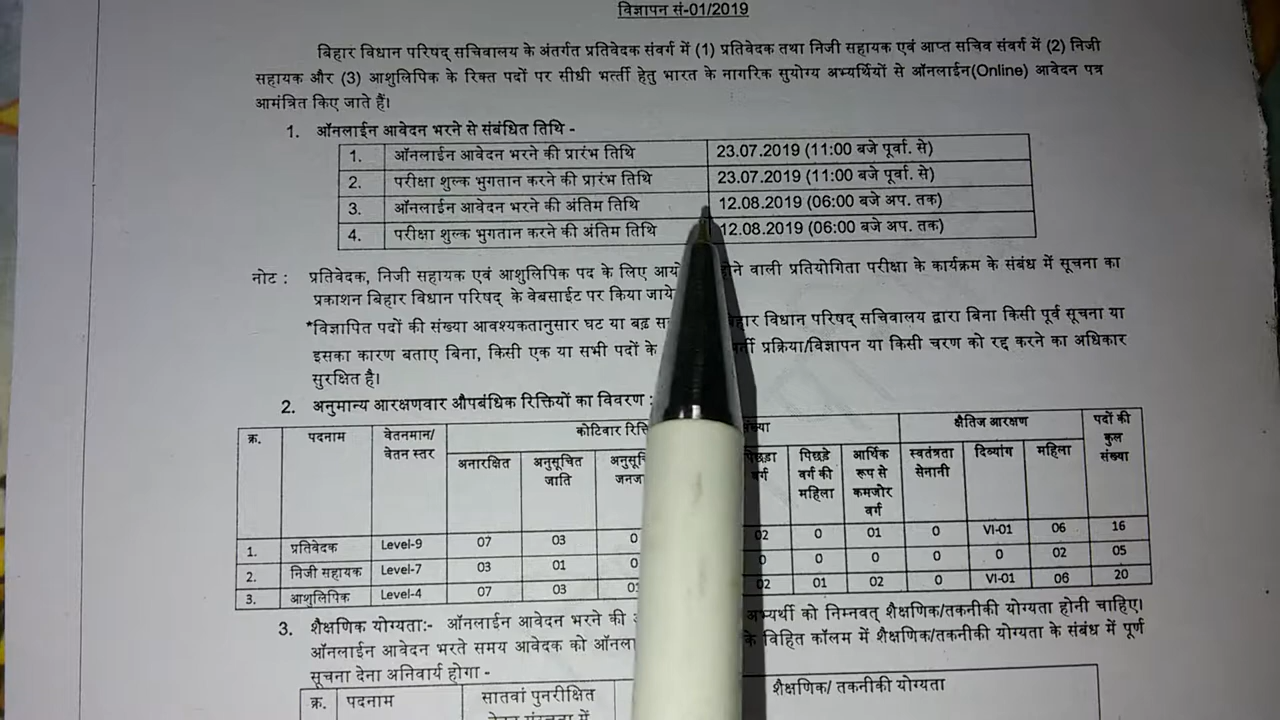 विज्ञापन सं-01/2019
बिहार विधान परिषद् सचिवालय के अंतर्गत प्रतिवेदक संवर्ग में (1) प्रतिवेदक तथा निजी सहायक एवं आप्त सचिव संवर्ग में (2) निजी
सहायक और (3) आशुलिपिक के रिक्त पदों पर सीधी भर्त्ती हेतु भारत के नागरिक सुयोग्य अभ्यर्थियों से ऑनलाईन(Online) आवेदन पत्र
आमंत्रित किए जाते हैं।
1. ऑनलाईन आवेदन भरने से संबंधित तिथि -
1. ऑनलाईन आवेदन भरने की प्रारंभ तिथि 23.07.2019 (11:00 बजे पूर्वा. से)
2. परीक्षा शुल्क भुगतान करने की प्रारंभ तिथि 23.07.2019 (11:00 बजे पूर्वा. से)
3. ऑनलाईन आवेदन भरने की अंतिम तिथि 12.08.2019 (06:00 बजे अप. तक)
4. परीक्षा शुल्क भुगतान करने की अंतिम तिथि 12.08.2019 (06:00 बजे अप. तक)
नोट : प्रतिवेदक, निजी सहायक एवं आशुलिपिक पद के लिए वाली प्रतियोगिता परीक्षा के कार्यक्रम के संबंध में सूचना का
प्रकाशन बिहार विधान परिषद् के वेबसाईट पर किया
*विज्ञापित पदों की संख्या आवश्यकतानुसार घट या बढ़ विधान परिषद् सचिवालय द्वारा बिना किसी पूर्व सूचना या
इसका कारण बताए बिना, किसी एक या सभी पदों के प्रक्रिया/विज्ञापन या किसी चरण को रद्द करने का अधिकार
सुरक्षित है।
2. अनुमान्य आरक्षणवार औपबंधिक रिक्तियों का विवरण :
क्र. पदनाम वेतनमान/ वेतन स्तर कोटिवार क्षैतिज आरक्षण पदों की कुल संख्या
अनारक्षित अनुसूचित जाति वर्ग पिछड़े वर्ग की महिला आर्थिक रूप से कमजोर वर्ग स्वतंत्रता सेनानी दिव्यांग महिला
1. प्रतिवेदक Level-9 07 03 02 0 01 0 VI-01 06 16
2. निजी सहायक Level-7 03 01 0 0 0 0 0 02 05
3. आशुलिपिक Level-4 07 03 02 01 02 0 VI-01 06 20
3. शैक्षणिक योग्यता:- ऑनलाईन आवेदन भरने की अभ्यर्थी को निम्नवत् शैक्षणिक/तकनीकी योग्यता होनी चाहिए।
ऑनलाईन आवेदन भरते समय आवेदक को के विहित कॉलम में शैक्षणिक/तकनीकी योग्यता के संबंध में पूर्ण
सूचना देना अनिवार्य होगा -
क्र. पदनाम सातवां पुनरीक्षित शैक्षणिक/ तकनीकी योग्यता